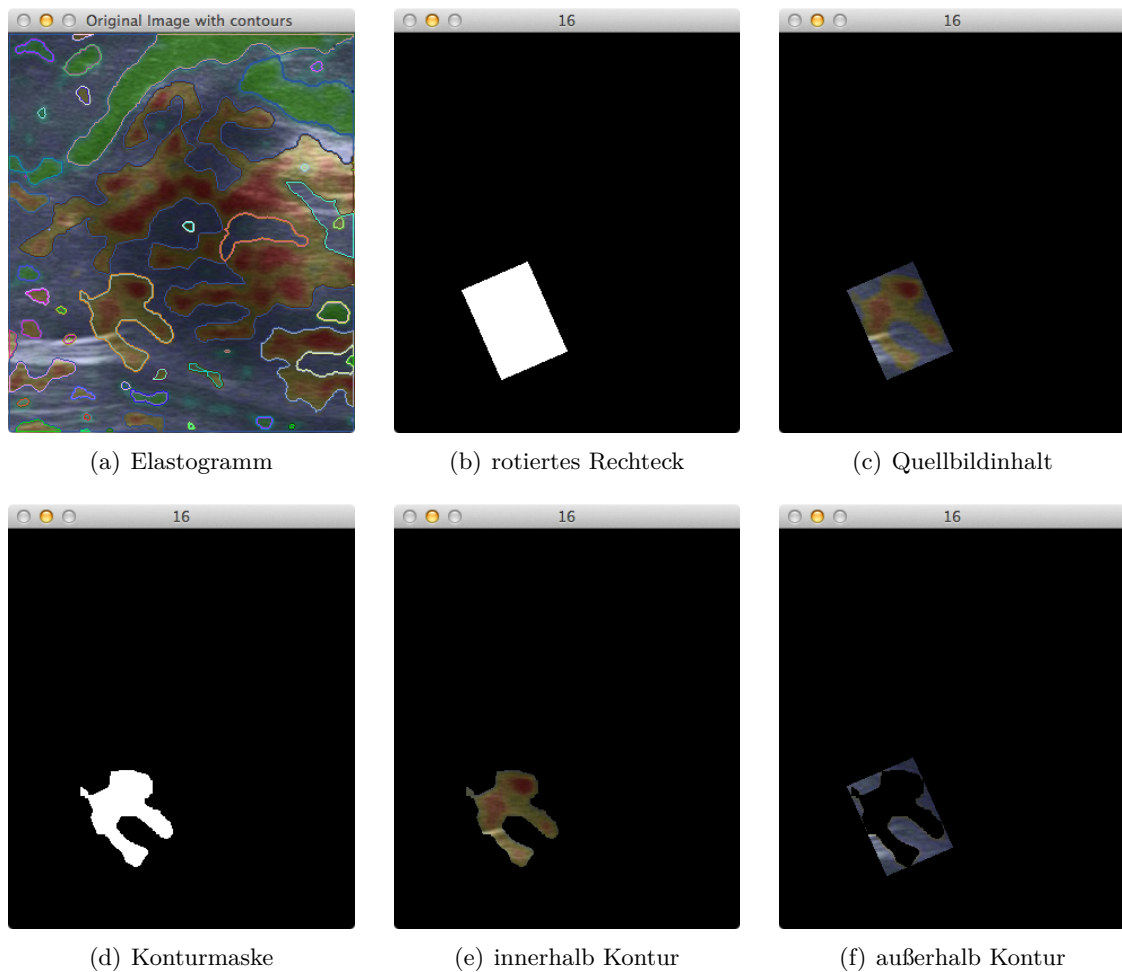 Original Image with contours
16
16
(a) Elastogramm
(b) rotiertes Rechteck
(c) Quellbildinhalt
16
16
16
(d) Konturmaske
(e) innerhalb Kontur
(f) außerhalb Kontur